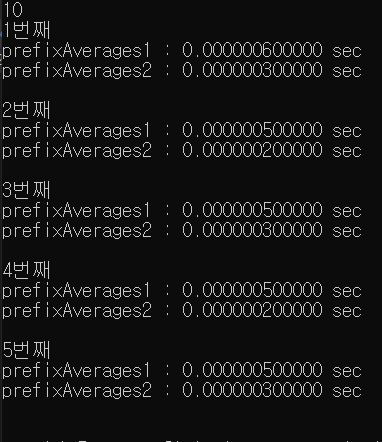 10
1번째
prefixAverages1 : 0.000000600000 sec
prefixAverages2 : 0.000000300000 sec
2번째
prefixAverages1 : 0.000000500000 sec
prefixAverages2 : 0.000000200000 sec
3번째
prefixAverages1 : 0.000000500000 sec
prefixAverages2 : 0.000000300000 sec
4번째
prefixAverages1 : 0.000000500000 sec
prefixAverages2 : 0.000000200000 sec
5번째
prefixAverages1 : 0.000000500000 sec
prefixAverages2 : 0.000000300000 sec